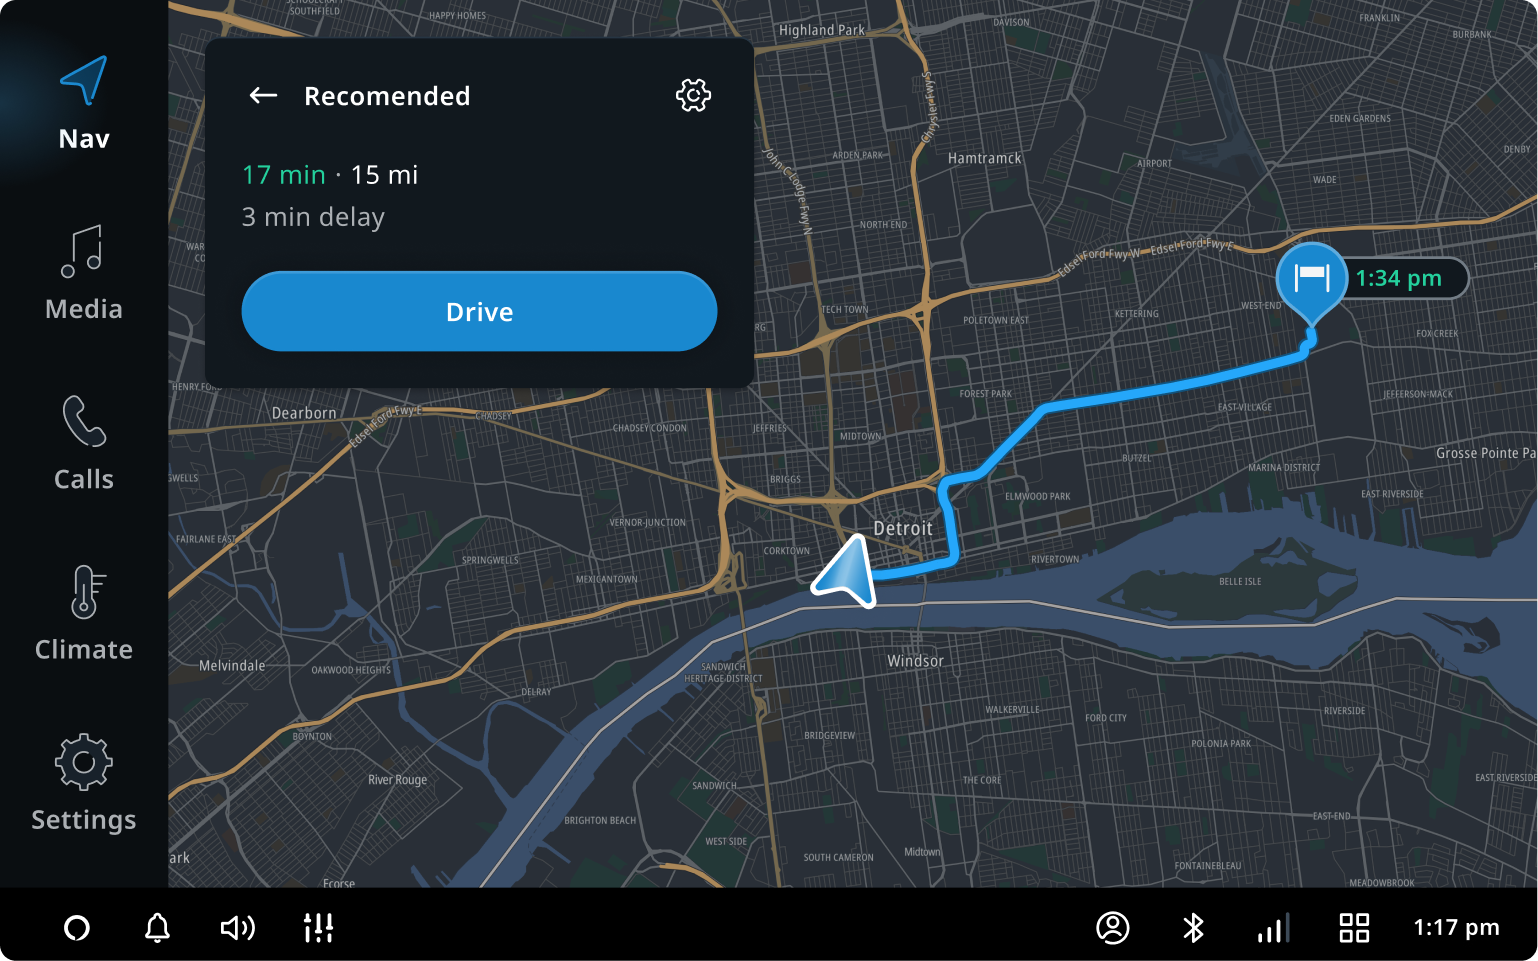 Nav
Media
Calls
Climate
Settings
Recomended
17 min · 15 mi
3 min delay
Drive
SOUTHFIELD
HAPPY HOMES
Highland Park
DAVISON
FRANKLIN
BURBANK
Chrysler Fwy S
EDEN GARDENS
DENBY
John C Lodge Fwy N
ARDEN PARK
Hamtramck
AIRPORT
WADE
NORTH END
Edsel Ford Fwy W
Edsel Ford Fwy E
1:34 pm
TECH TOWN
POLETOWN EAST
KETTERING
WEST END
FOX CREEK
HENRY FO
Dearborn
Edsel Ford Fwy E
CHADSEY
CHADSEY CONDON
JEFFRIES
MIDTOWN
FOREST PARK
EAST VILLAGE
JEFFERSON-MACK
BUTZEL
MARINA DISTRICT
Grosse Pointe Pa
GWELLS
BRIGGS
ELMWOOD PARK
EAST RIVERSIDE
VERNOR-JUNCTION
Detroit
FAIRLANE EAST
SPRINGWELLS
CORKTOWN
RIVERTOWN
MEXICANTOWN
BELLE ISLE
Melvindale
OAKWOOD HEIGHTS
SANDWICH
HERITAGE DISTRICT
Windsor
DELRAY
WALKERVILLE
FORD CITY
RIVERSIDE
BOYNTON
BRIDGEVIEW
POLONIA PARK
River Rouge
SANDWICH
THE CORE
EAST RIVERSIDE
BRIGHTON BEACH
EAST END
WEST SIDE
ark
SOUTH CAMERON
Midtown
FONTAINEBLEAU
Ecorse
MEADOWBROOK
1:17 pm